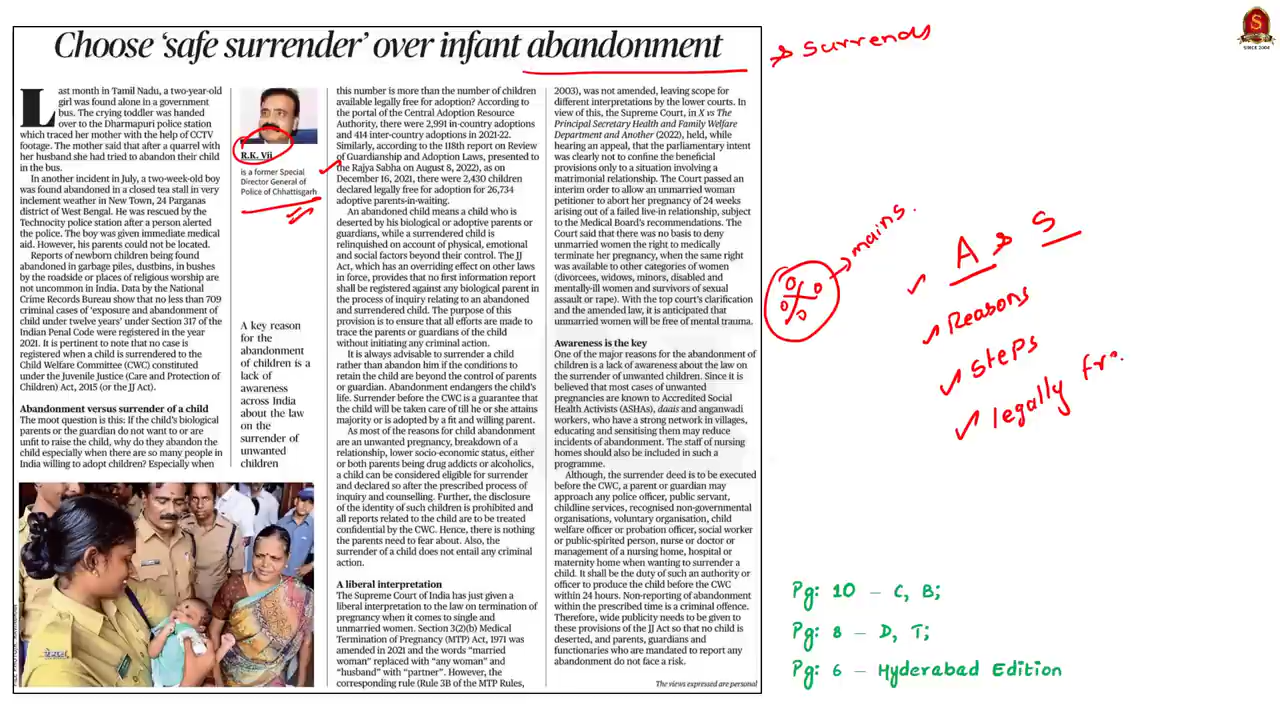 Choose ‘safe surrender’ over infant abandonment
Last month in Tamil Nadu, a two-year-old
girl was found alone in a government
bus. The crying toddler was handed
over to the Dharmapuri police station
which traced her mother with the help of CCTV
footage. The mother said that after a quarrel with
her husband she had tried to abandon their child
in the bus.
In another incident in July, a two-week-old boy
was found abandoned in a closed tea stall in very
inclement weather in New Town, 24 Parganas
district of West Bengal. He was rescued by the
Technocity police station after a person alerted
the police. The boy was given immediate medical
aid. However, his parents could not be located.
Reports of newborn children being found
abandoned in garbage piles, dustbins, in bushes
by the roadside or places of religious worship are
not uncommon in India. Data by the National
Crime Records Bureau show that no less than 709
criminal cases of ‘exposure and abandonment of
child under twelve years’ under Section 317 of the
Indian Penal Code were registered in the year
2021. It is pertinent to note that no case is
registered when a child is surrendered to the
Child Welfare Committee (CWC) constituted
under the Juvenile Justice (Care and Protection of
Children) Act, 2015 (or the JJ Act).
Abandonment versus surrender of a child
The moot question is this: If the child’s biological
parents or the guardian do not want to or are
unfit to raise the child, why do they abandon the
child especially when there are so many people in
India willing to adopt children? Especially when
R.K. Vij
is a former Special
Director General of
Police of Chhattisgarh
A key reason
for the
abandonment
of children is a
lack of
awareness
across India
about the law
on the
surrender of
unwanted
children
this number is more than the number of children
available legally free for adoption? According to
the portal of the Central Adoption Resource
Authority, there were 2,991 in-country adoptions
and 414 inter-country adoptions in 2021-22.
Similarly, according to the 118th report on Review
of Guardianship and Adoption Laws, presented to
the Rajya Sabha on August 8, 2022), as on
December 16, 2021, there were 2,430 children
declared legally free for adoption for 26,734
adoptive parents-in-waiting.
An abandoned child means a child who is
deserted by his biological or adoptive parents or
guardians, while a surrendered child is
relinquished on account of physical, emotional
and social factors beyond their control. The JJ
Act, which has an overriding effect on other laws
in force, provides that no first information report
shall be registered against any biological parent in
the process of inquiry relating to an abandoned
and surrendered child. The purpose of this
provision is to ensure that all efforts are made to
trace the parents or guardians of the child
without initiating any criminal action.
It is always advisable to surrender a child
rather than abandon him if the conditions to
retain the child are beyond the control of parents
or guardian. Abandonment endangers the child’s
life. Surrender before the CWC is a guarantee that
the child will be taken care of till he or she attains
majority or is adopted by a fit and willing parent.
As most of the reasons for child abandonment
are an unwanted pregnancy, breakdown of a
relationship, lower socio-economic status, either
or both parents being drug addicts or alcoholics,
a child can be considered eligible for surrender
and declared so after the prescribed process of
inquiry and counselling. Further, the disclosure
of the identity of such children is prohibited and
all reports related to the child are to be treated
confidential by the CWC. Hence, there is nothing
the parents need to fear about. Also, the
surrender of a child does not entail any criminal
action.
A liberal interpretation
The Supreme Court of India has just given a
liberal interpretation to the law on termination of
pregnancy when it comes to single and
unmarried women. Section 3(2)(b) Medical
Termination of Pregnancy (MTP) Act, 1971 was
amended in 2021 and the words “married
woman” replaced with “any woman” and
“husband” with “partner”. However, the
corresponding rule (Rule 3B of the MTP Rules,
2003), was not amended, leaving scope for
different interpretations by the lower courts. In
view of this, the Supreme Court, in X vs The
Principal Secretary Health and Family Welfare
Department and Another (2022), held, while
hearing an appeal, that the parliamentary intent
was clearly not to confine the beneficial
provisions only to a situation involving a
matrimonial relationship. The Court passed an
interim order to allow an unmarried woman
petitioner to abort her pregnancy of 24 weeks
arising out of a failed live-in relationship, subject
to the Medical Board’s recommendations. The
Court said that there was no basis to deny
unmarried women the right to medically
terminate her pregnancy, when the same right
was available to other categories of women
(divorcees, widows, minors, disabled and
mentally-ill women and survivors of sexual
assault or rape). With the top court’s clarification
and the amended law, it is anticipated that
unmarried women will be free of mental trauma.
Awareness is the key
One of the major reasons for the abandonment of
children is a lack of awareness about the law on
the surrender of unwanted children. Since it is
believed that most cases of unwanted
pregnancies are known to Accredited Social
Health Activists (ASHAs), daais and anganwadi
workers, who have a strong network in villages,
educating and sensitising them may reduce
incidents of abandonment. The staff of nursing
homes should also be included in such a
programme.
Although, the surrender deed is to be executed
before the CWC, a parent or guardian may
approach any police officer, public servant,
childline services, recognised non-governmental
organisations, voluntary organisation, child
welfare officer or probation officer, social worker
or public-spirited person, nurse or doctor or
management of a nursing home, hospital or
maternity home when wanting to surrender a
child. It shall be the duty of such an authority or
officer to produce the child before the CWC
within 24 hours. Non-reporting of abandonment
within the prescribed time is a criminal offence.
Therefore, wide publicity needs to be given to
these provisions of the JJ Act so that no child is
deserted, and parents, guardians and
functionaries who are mandated to report any
abandonment do not face a risk.
The views expressed are personal
mains.
A S
Reasons
steps
legally
Pg: 10 – C, B;
Pg: 8 – D, T;
Pg: 6 – Hyderabad Edition
S
SINCE 2004